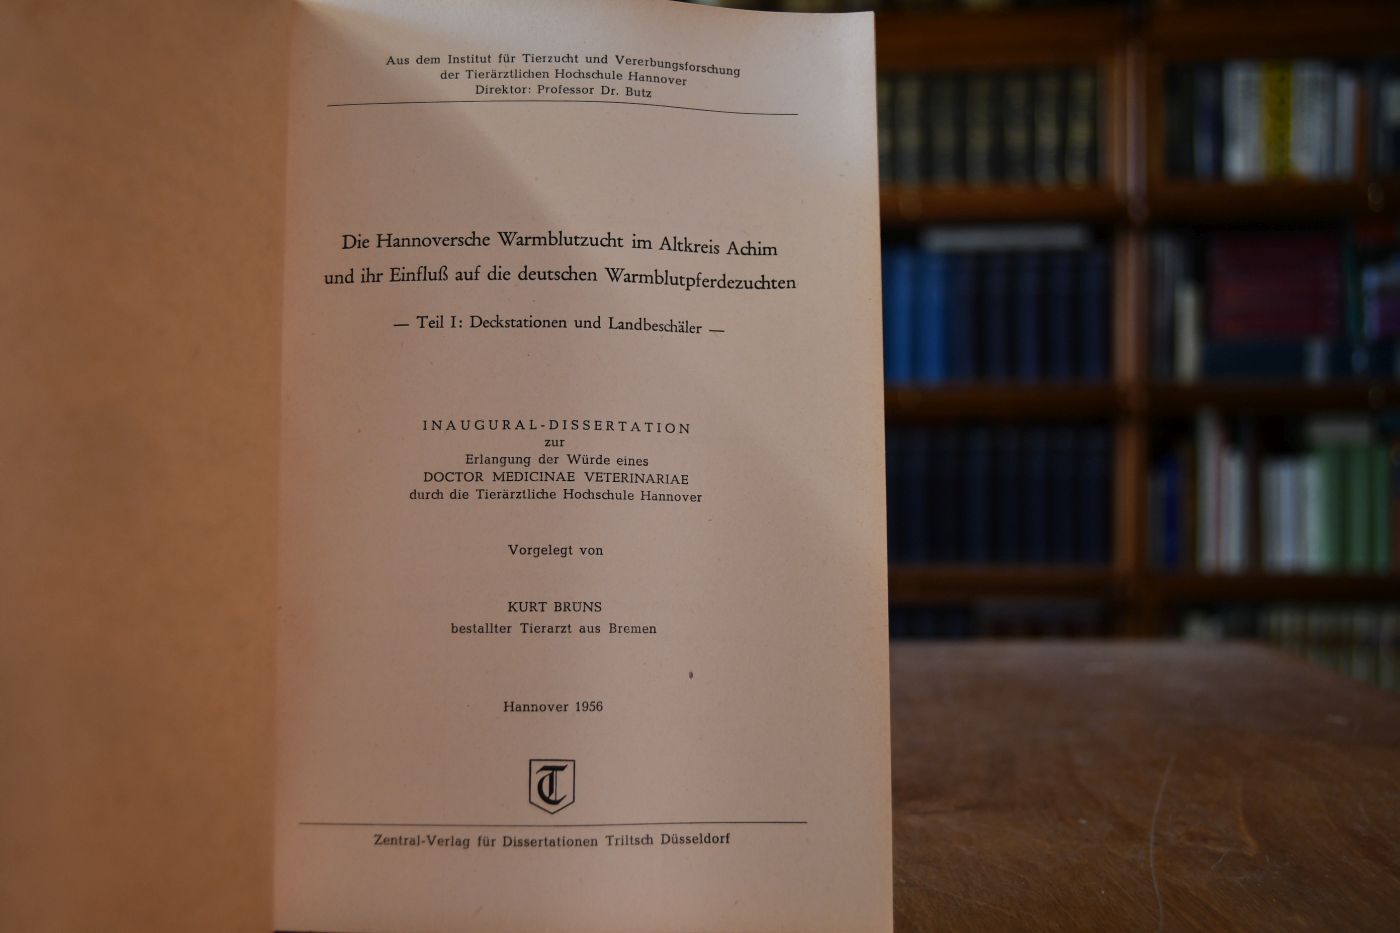 Aus dem Institut für Tierzucht und Vererbungsforschung
der Tierärztlichen Hochschule Hannover
Direktor: Professor Dr. Butz
Die Hannoversche Warmblutzucht im Altkreis Achim
und ihr Einfluß auf die deutschen Warmblutpferdezuchten
— Teil I: Deckstationen und Landbeschäler —
INAUGURAL-DISSERTATION
zur
Erlangung der Würde eines
DOCTOR MEDICINAE VETERINARIAE
durch die Tierärztliche Hochschule Hannover
Vorgelegt von
KURT BRÜNS
bestallter Tierarzt aus Bremen
Hannover 1956
T
Zentral-Verlag für Dissertationen Triltsch Düsseldorf